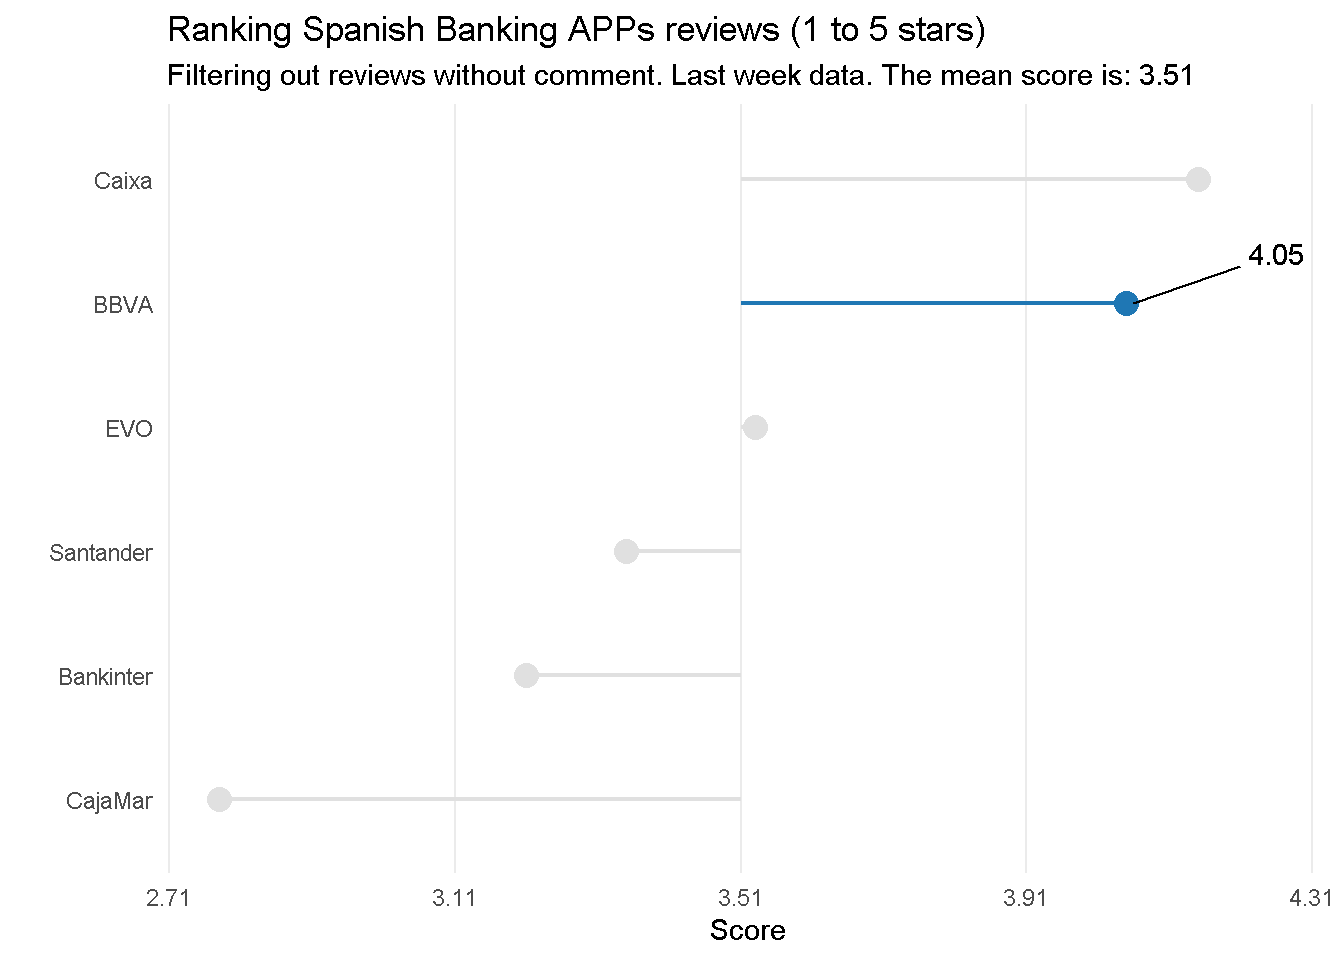 Ranking Spanish Banking APPs reviews (1 to 5 stars)
Filtering out reviews without comment. Last week data. The mean score is: 3.51
Caixa
4.05
BBVA
EVO
Santander
Bankinter
CajaMar
2.71 3.11 3.51 3.91 4.31
Score